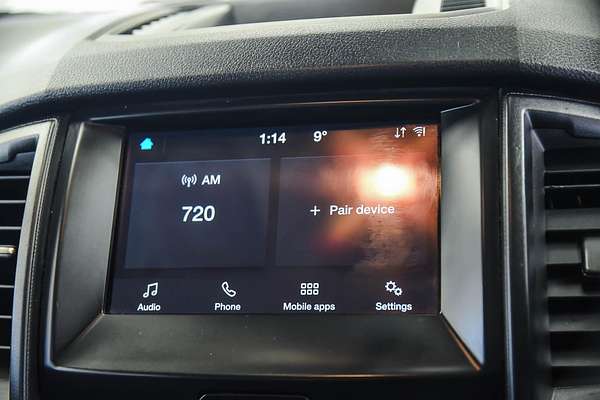 1:14 9°
AM
720
+ Pair device
Audio Phone Mobile apps Settings